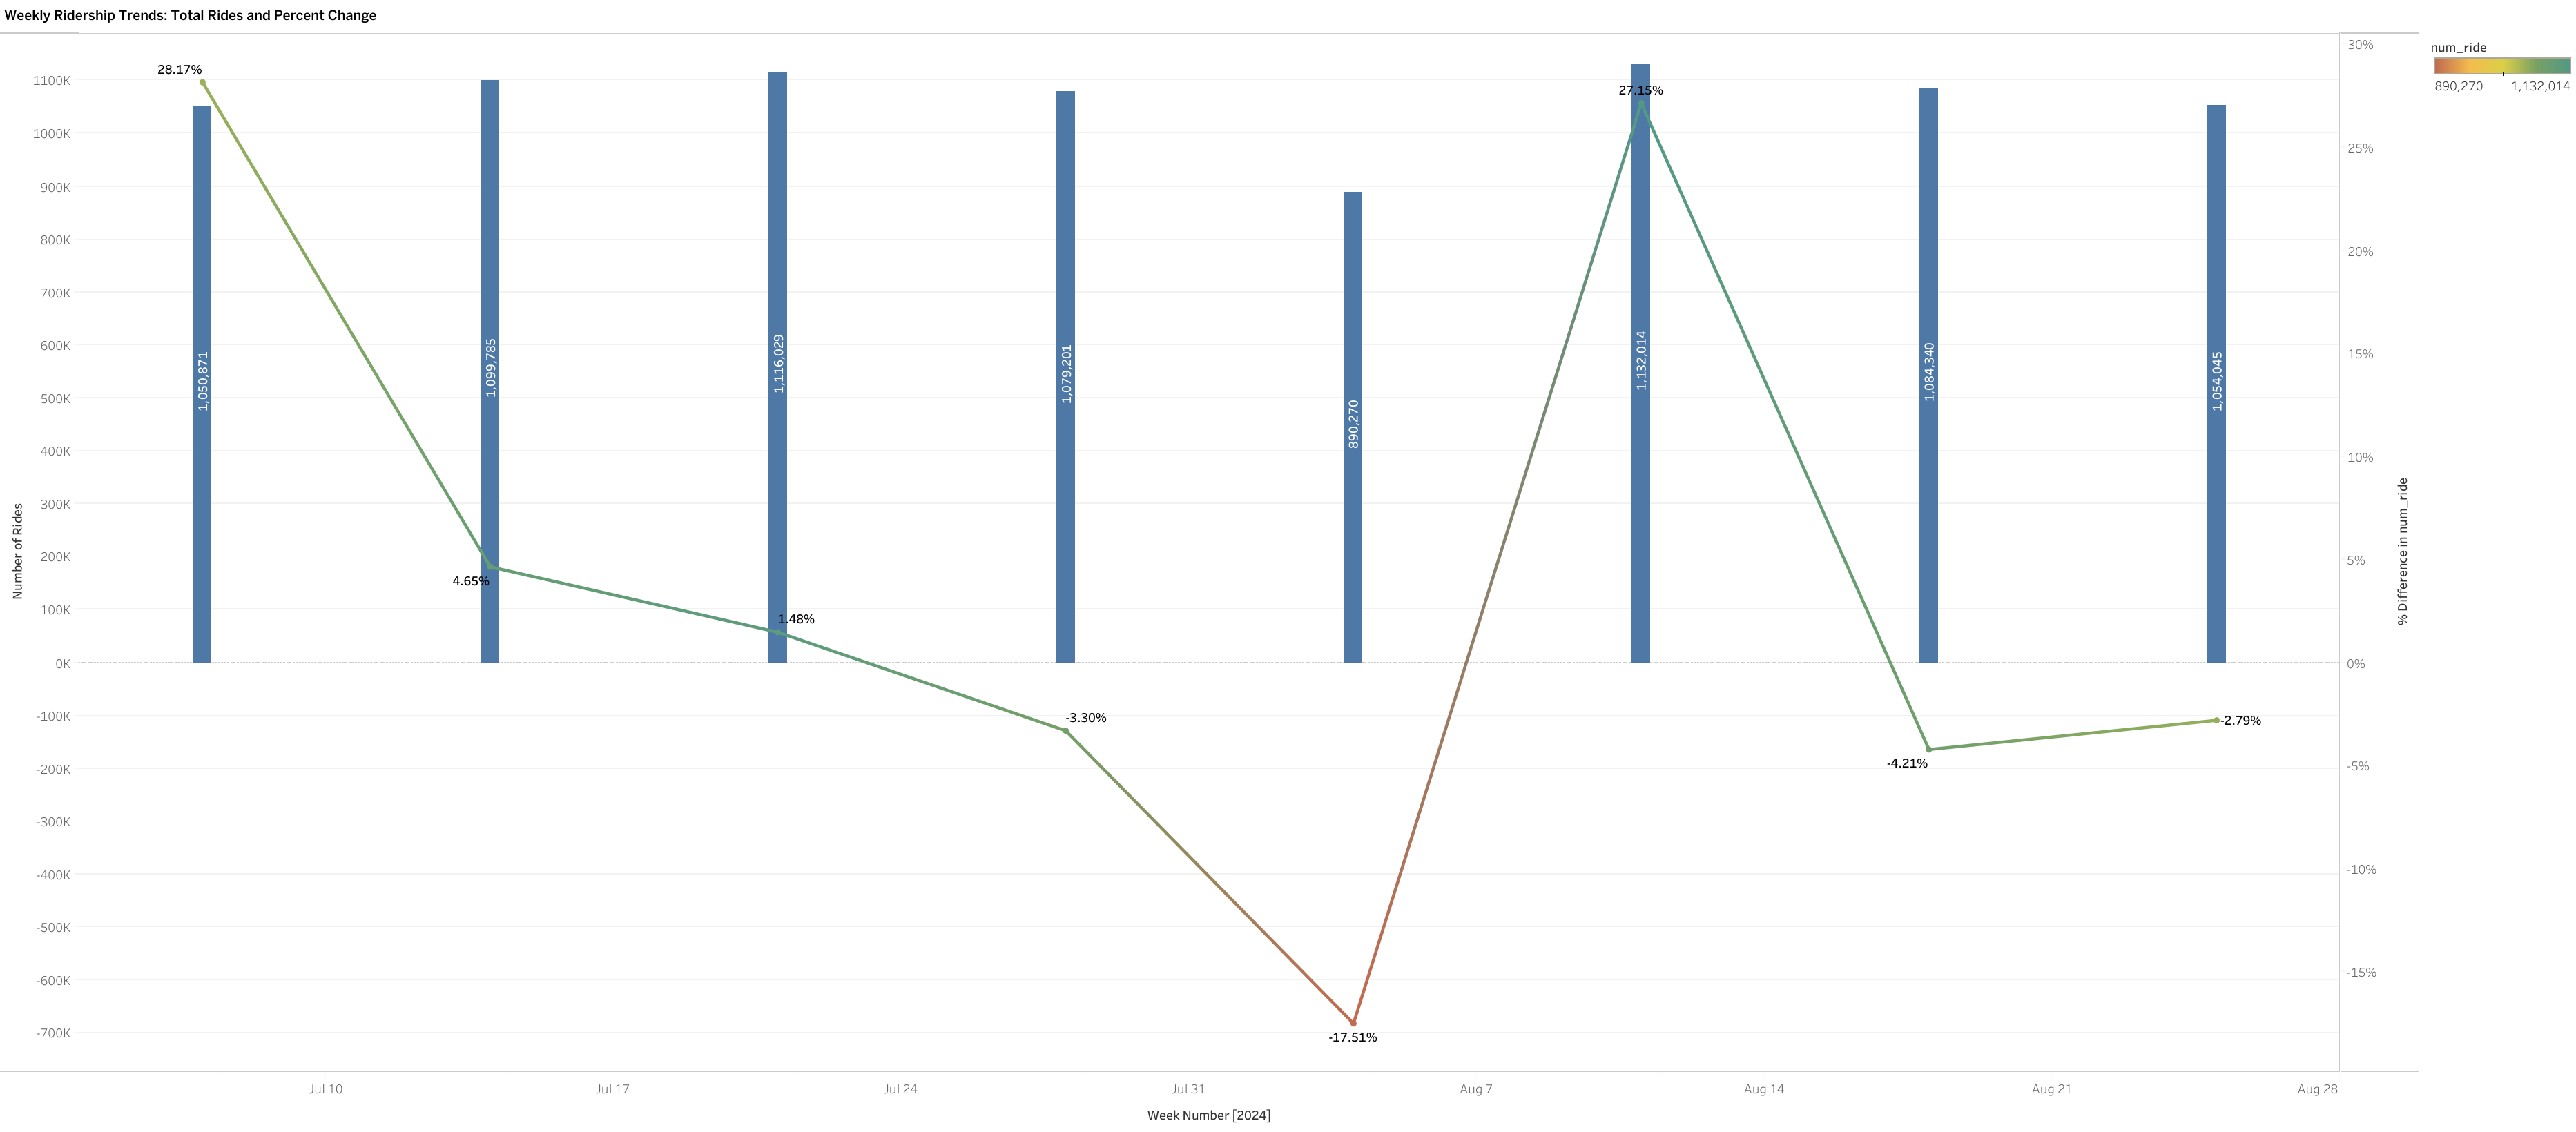 Weekly Ridership Trends: Total Rides and Percent Change
num_ride
890,270 1,132,014
Number of Rides
1100K
1000K
900K
800K
700K
600K
500K
400K
300K
200K
100K
0K
-100K
-200K
-300K
-400K
-500K
-600K
-700K
28.17%
4.65%
1.48%
-3.30%
-17.51%
27.15%
-4.21%
-2.79%
1,050,871
1,099,785
1,116,029
1,079,201
890,270
1,132,014
1,084,340
1,054,045
30%
25%
20%
15%
10%
5%
0%
-5%
-10%
-15%
% Difference in num_ride
Jul 10 Jul 17 Jul 24 Jul 31 Aug 7 Aug 14 Aug 21 Aug 28
Week Number [2024]